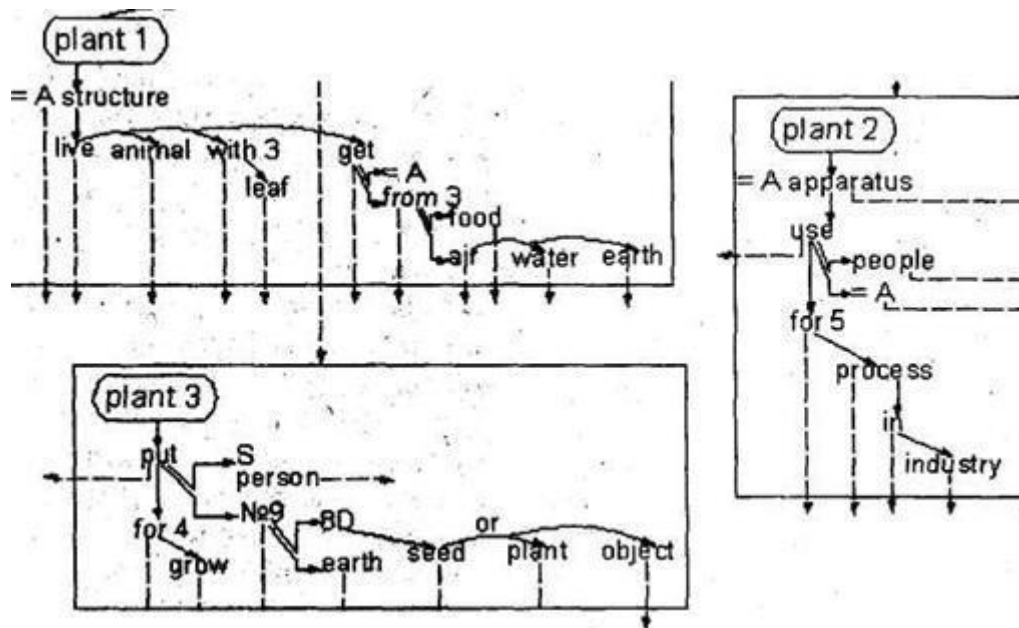 plant 1
= A structure
live animal with 3 get
leaf
= A
from 3
food
air water earth
plant 2
= A apparatus
use
people
= A
for 5
process
in
industry
plant 3
put
S
person
№9
8D
for 4
or
seed plant object
grow
earth